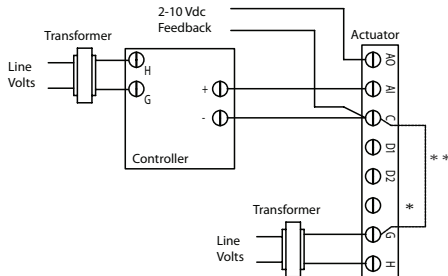 2-10 Vdc
Feedback
Transformer
Actuator
Line
Volts
H
G
+
-
Controller
AO
AI
C
D1
D2
* *
*
Transformer
G
H
Line
Volts